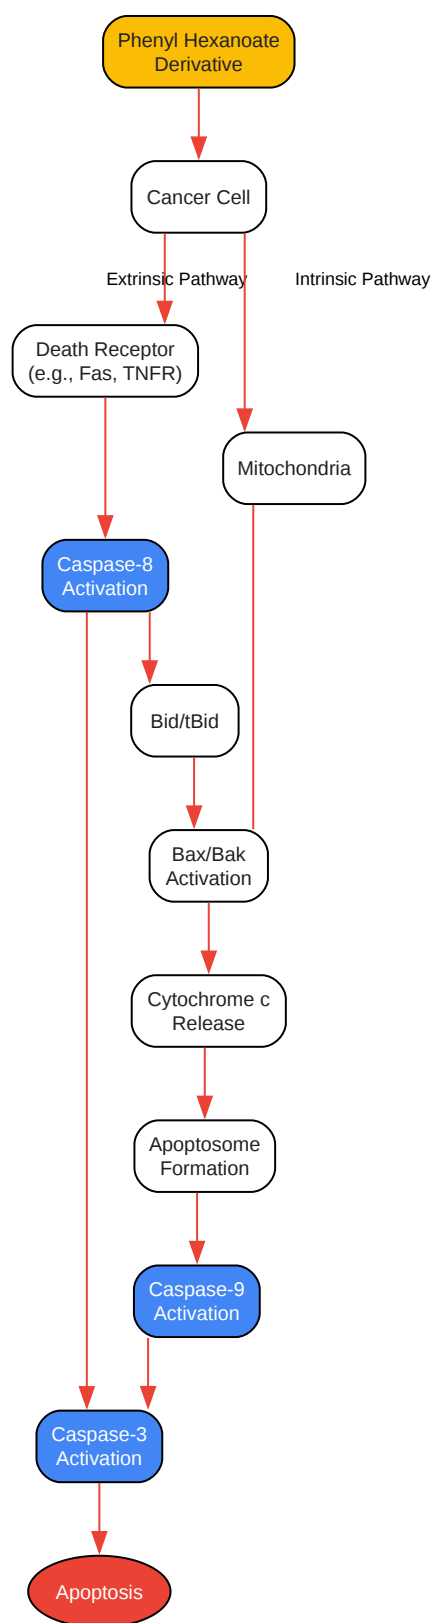 Phenyl Hexanoate
Derivative
Cancer Cell
Extrinsic Pathway
Intrinsic Pathway
Death Receptor
(e.g., Fas, TNFR)
Mitochondria
Caspase-8
Activation
Bid/tBid
Bax/Bak
Activation
Cytochrome c
Release
Apoptosome
Formation
Caspase-9
Activation
Caspase-3
Activation
Apoptosis